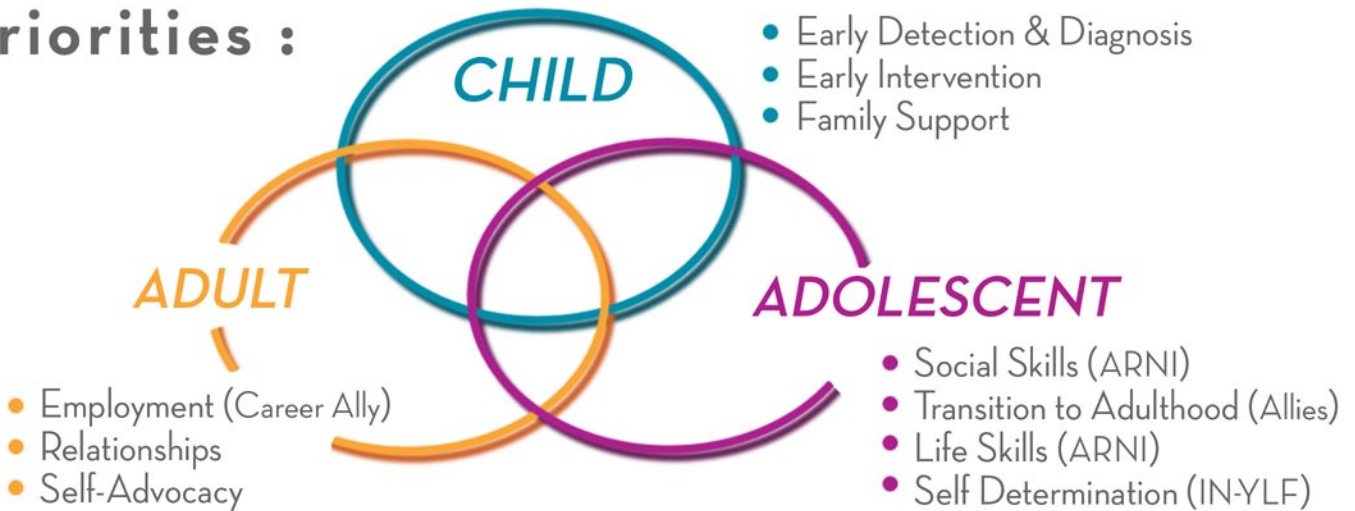 riorities :
CHILD
• Early Detection & Diagnosis
• Early Intervention
• Family Support
ADULT
• Employment (Career Ally)
• Relationships
• Self-Advocacy
ADOLESCENT
• Social Skills (ARNI)
• Transition to Adulthood (Allies)
• Life Skills (ARNI)
• Self Determination (IN-YLF)